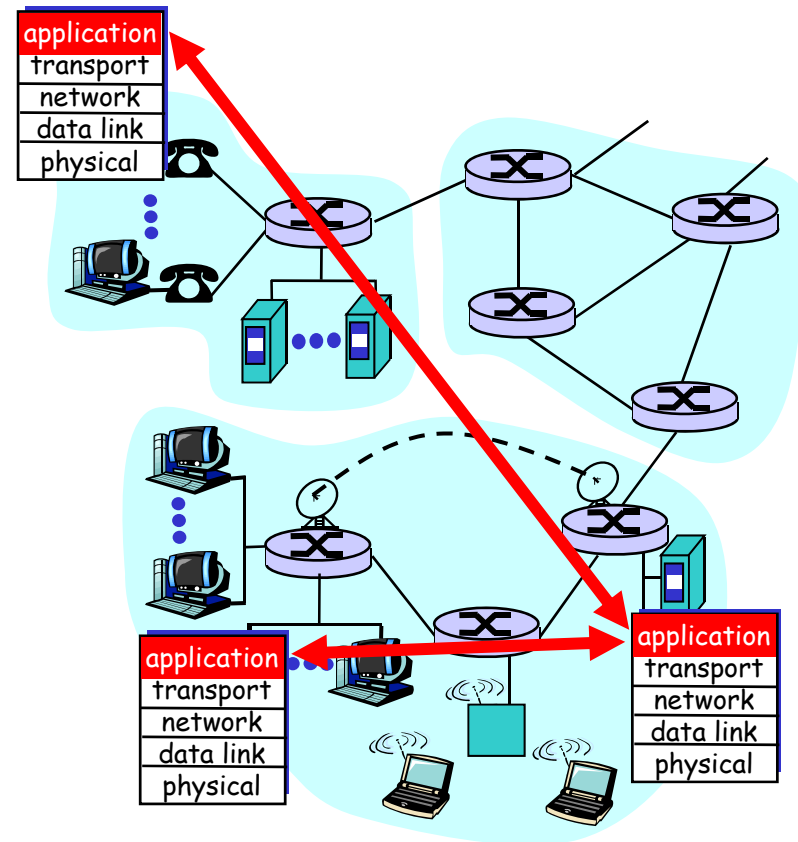 application
transport
network
data link
physical
application
transport
network
data link
physical
application
transport
network
data link
physical